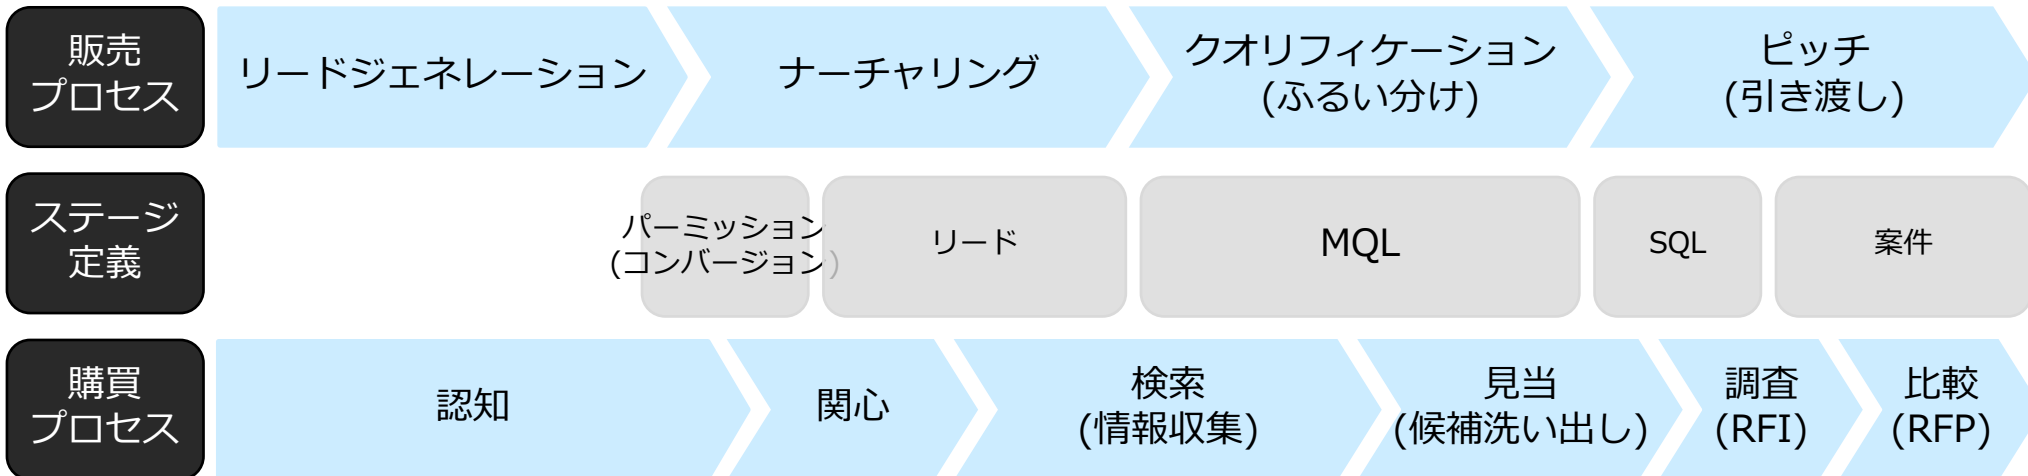 販売
プロセス
リードジェネレーション
ナーチャリング
クオリフィケーション
(ふるい分け)
ピッチ
(引き渡し)
ステージ
定義
パーミッション
(コンバージョン)
リード
MQL
SQL
案件
購買
プロセス
認知
関心
検索
(情報収集)
見当
(候補洗い出し)
調査
(RFI)
比較
(RFP)